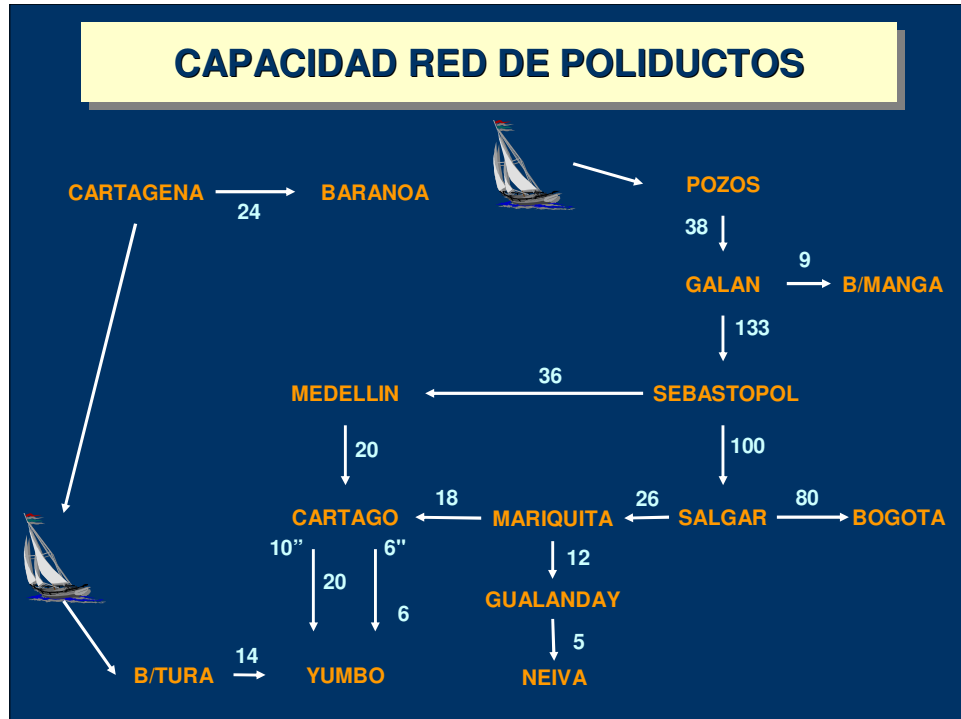 CAPACIDAD RED DE POLIDUCTOS
CARTAGENA
24
BARANOA
POZOS
38
GALAN
9
B/MANGA
133
MEDELLIN
36
SEBASTOPOL
20
100
CARTAGO
18
MARIQUITA
26
SALGAR
80
BOGOTA
10”
6"
20
6
12
GUALANDAY
5
B/TURA
14
YUMBO
NEIVA